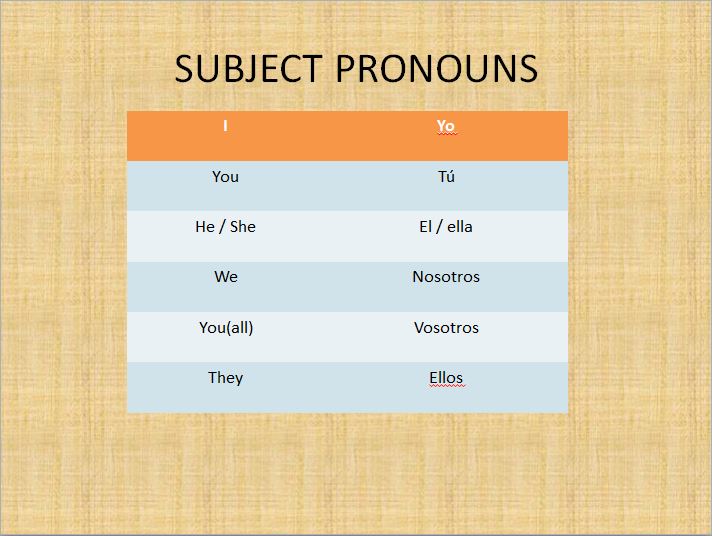 SUBJECT PRONOUNS
I Yo
You Tú
He / She El / ella
We Nosotros
You(all) Vosotros
They Ellos